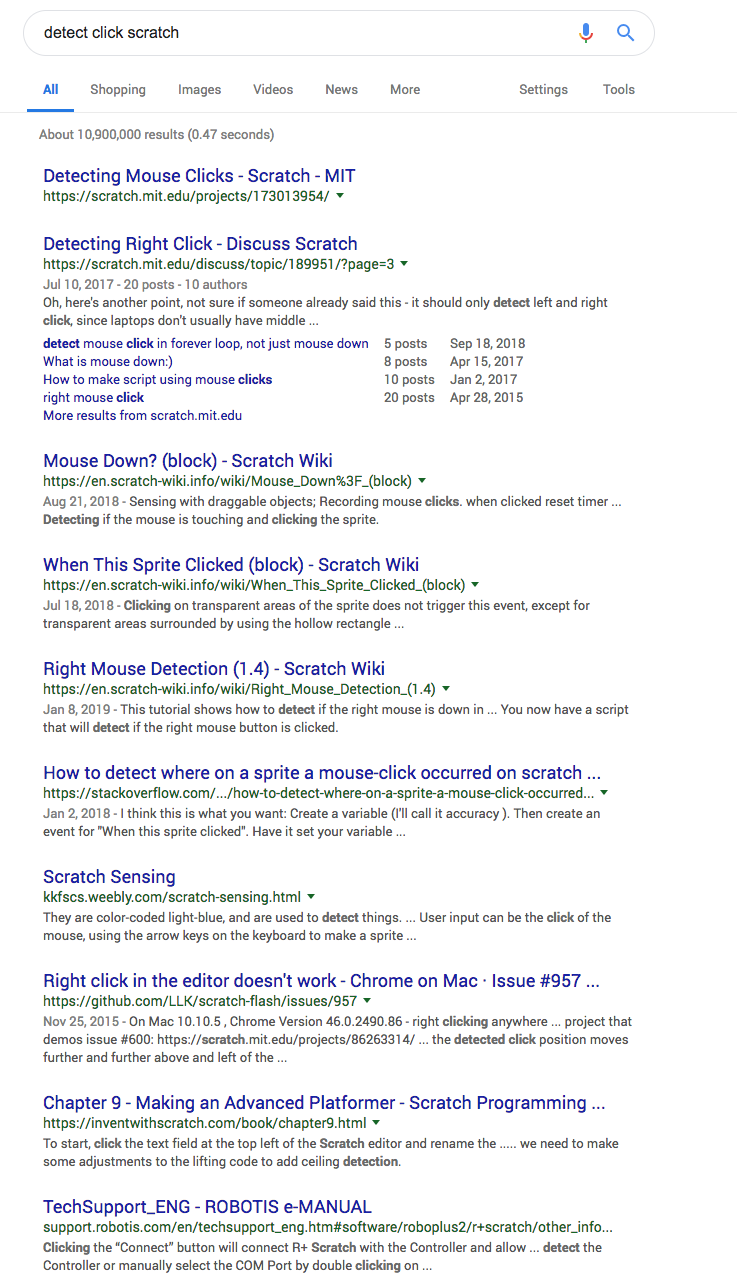 detect click scratch
All Shopping Images Videos News More Settings Tools
About 10,900,000 results (0.47 seconds)
Detecting Mouse Clicks - Scratch - MIT
https://scratch.mit.edu/projects/173013954/
Detecting Right Click - Discuss Scratch
https://scratch.mit.edu/discuss/topic/189951/?page=3
Jul 10, 2017 - 20 posts - 10 authors
Oh, here's another point, not sure if someone already said this - it should only detect left and right
click, since laptops don't usually have middle ...
detect mouse click in forever loop, not just mouse down 5 posts Sep 18, 2018
What is mouse down:) 8 posts Apr 15, 2017
How to make script using mouse clicks 10 posts Jan 2, 2017
right mouse click 20 posts Apr 28, 2015
More results from scratch.mit.edu
Mouse Down? (block) - Scratch Wiki
https://en.scratch-wiki.info/wiki/Mouse_Down%3F_(block)
Aug 21, 2018 - Sensing with draggable objects; Recording mouse clicks. when clicked reset timer ...
Detecting if the mouse is touching and clicking the sprite.
When This Sprite Clicked (block) - Scratch Wiki
https://en.scratch-wiki.info/wiki/When_This_Sprite_Clicked_(block)
Jul 18, 2018 - Clicking on transparent areas of the sprite does not trigger this event, except for
transparent areas surrounded by using the hollow rectangle ...
Right Mouse Detection (1.4) - Scratch Wiki
https://en.scratch-wiki.info/wiki/Right_Mouse_Detection_(1.4)
Jan 8, 2019 - This tutorial shows how to detect if the right mouse is down in ... You now have a script
that will detect if the right mouse button is clicked.
How to detect where on a sprite a mouse-click occurred on scratch ...
https://stackoverflow.com/.../how-to-detect-where-on-a-sprite-a-mouse-click-occurred...
Jan 2, 2018 - I think this is what you want: Create a variable (I'll call it accuracy ). Then create an
event for "When this sprite clicked". Have it set your variable ...
Scratch Sensing
kkfscs.weebly.com/scratch-sensing.html
They are color-coded light-blue, and are used to detect things. ... User input can be the click of the
mouse, using the arrow keys on the keyboard to make a sprite ...
Right click in the editor doesn't work - Chrome on Mac · Issue #957 ...
https://github.com/LLK/scratch-flash/issues/957
Nov 25, 2015 - On Mac 10.10.5 , Chrome Version 46.0.2490.86 - right clicking anywhere ... project that
demos issue #600: https://scratch.mit.edu/projects/86263314/ ... the detected click position moves
further and further above and left of the ...
Chapter 9 - Making an Advanced Platformer - Scratch Programming ...
https://inventwithscratch.com/book/chapter9.html
To start, click the text field at the top left of the Scratch editor and rename the ..... we need to make
some adjustments to the lifting code to add ceiling detection.
TechSupport_ENG - ROBOTIS e-MANUAL
support.robotis.com/en/techsupport_eng.htm#software/roboplus2/r+scratch/other_info...
Clicking the “Connect” button will connect R+ Scratch with the Controller and allow ... detect the
Controller or manually select the COM Port by double clicking on ...